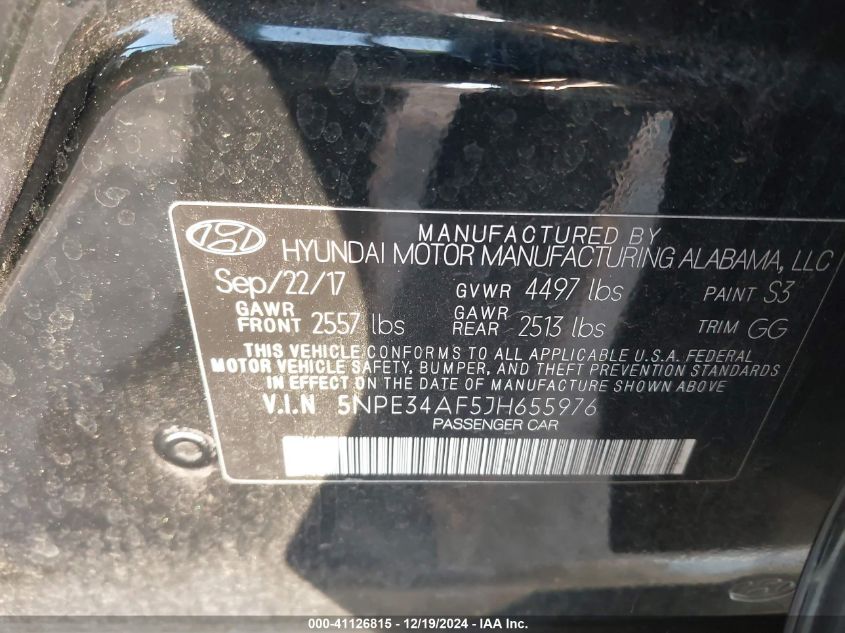 MANUFACTURED BY
HYUNDAI MOTOR MANUFACTURING ALABAMA, LLC
Sep/22/17 GVWR 4497 lbs PAINT S3
GAWR FRONT 2557 lbs GAWR REAR 2513 lbs TRIM GG
THIS VEHICLE CONFORMS TO ALL APPLICABLE U.S.A. FEDERAL
MOTOR VEHICLE SAFETY, BUMPER, AND THEFT PREVENTION STANDARDS
IN EFFECT ON THE DATE OF MANUFACTURE SHOWN ABOVE
V.I.N 5NPE34AF5JH655976
PASSENGER CAR
000-41126815 - 12/19/2024 - IAA Inc.